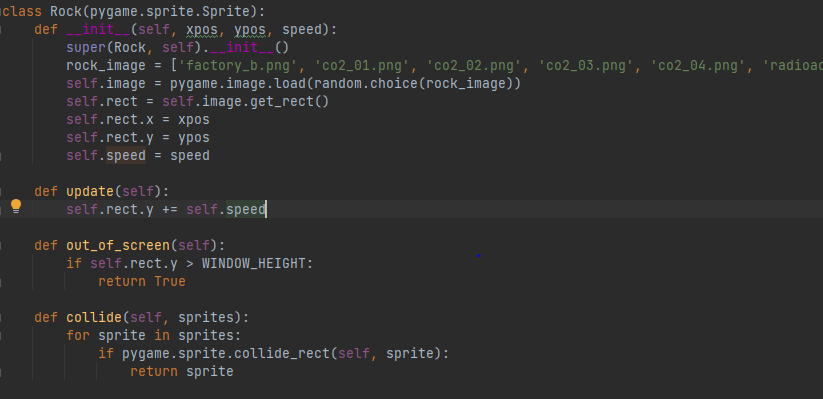 class Rock(pygame.sprite.Sprite):
    def __init__(self, xpos, ypos, speed):
        super(Rock, self).__init__()
        rock_image = ['factory_b.png', 'co2_01.png', 'co2_02.png', 'co2_03.png', 'co2_04.png', 'radioac
        self.image = pygame.image.load(random.choice(rock_image))
        self.rect = self.image.get_rect()
        self.rect.x = xpos
        self.rect.y = ypos
        self.speed = speed
    def update(self):
        self.rect.y += self.speed
    def out_of_screen(self):
        if self.rect.y > WINDOW_HEIGHT:
            return True
    def collide(self, sprites):
        for sprite in sprites:
            if pygame.sprite.collide_rect(self, sprite):
                return sprite